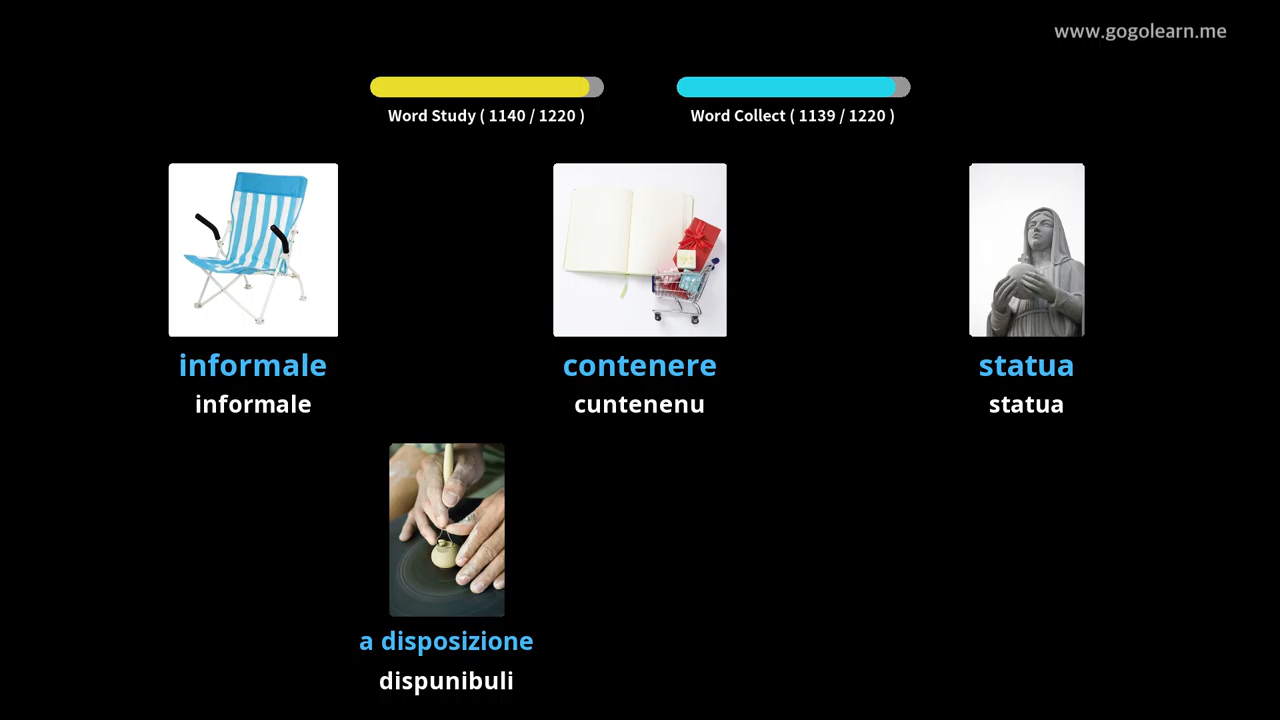 www.gogolearn.me
Word Study ( 1140 / 1220 )
Word Collect ( 1139 / 1220 )
informale
informale
contenere
cuntenenu
statua
statua
a disposizione
dispunibuli